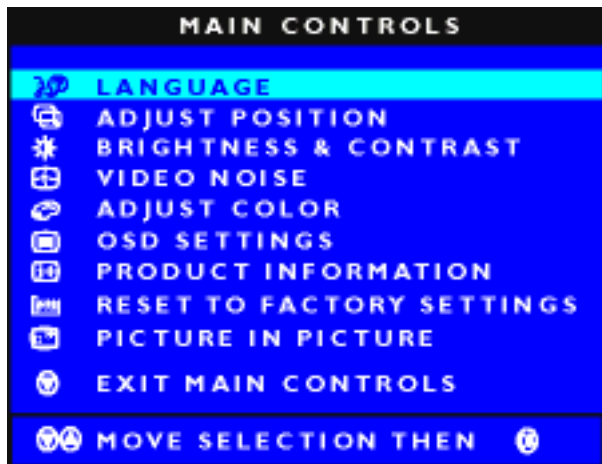 MAIN CONTROLS
LANGUAGE
ADJUST POSITION
BRIGHTNESS & CONTRAST
VIDEO NOISE
ADJUST COLOR
OSD SETTINGS
PRODUCT INFORMATION
RESET TO FACTORY SETTINGS
PICTURE IN PICTURE
EXIT MAIN CONTROLS
MOVE SELECTION THEN